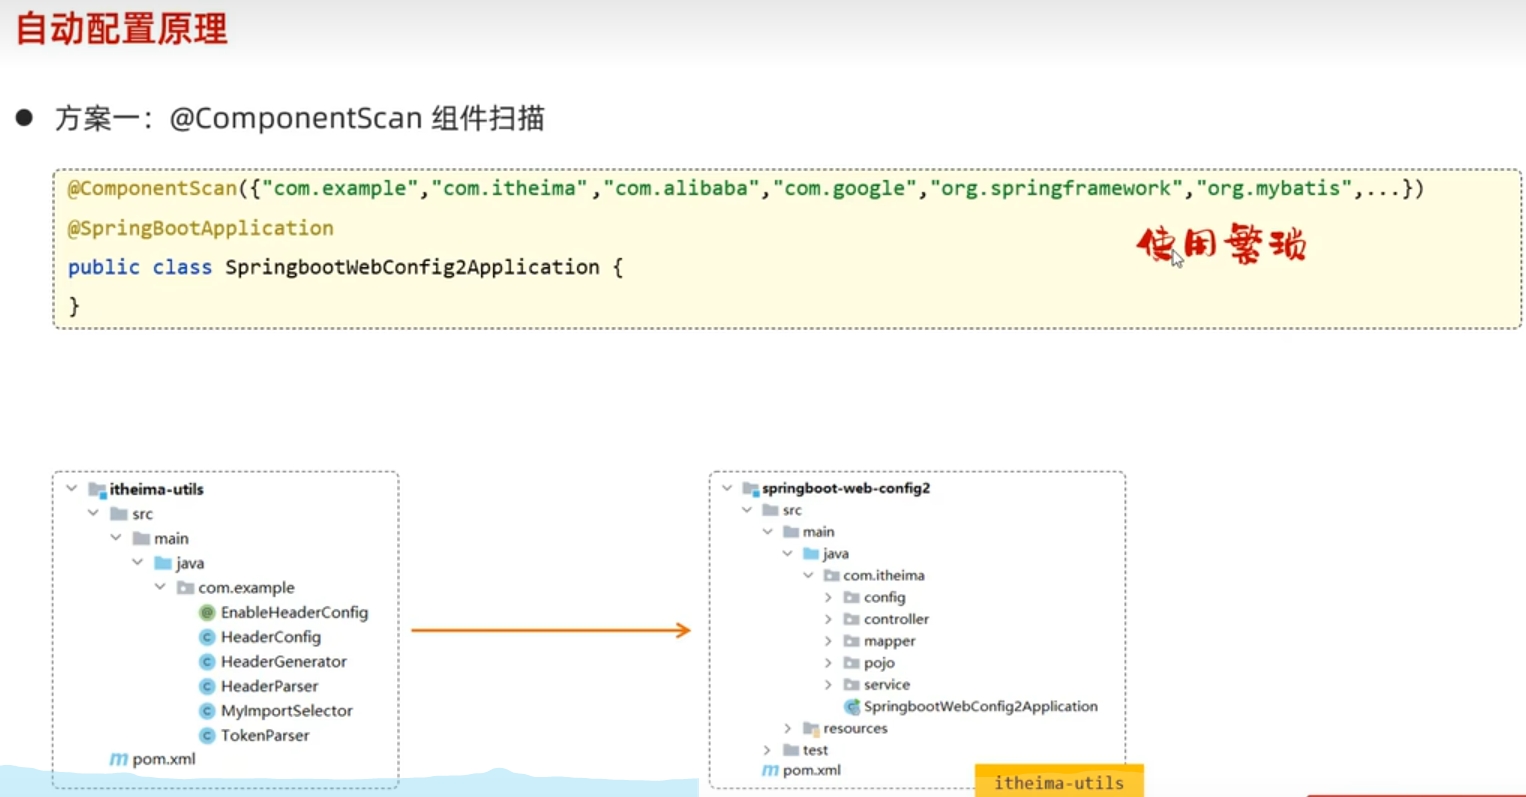 自动配置原理
● 方案一：@ComponentScan 组件扫描
@ComponentScan({"com.example","com.itheima","com.alibaba","com.google","org.springframework","org.mybatis",...})
@SpringBootApplication
public class SpringbootWebConfig2Application {
}
使用繁琐
itheima-utils
src
main
java
com.example
EnableHeaderConfig
HeaderConfig
HeaderGenerator
HeaderParser
MyImportSelector
TokenParser
pom.xml
springboot-web-config2
src
main
java
com.itheima
config
controller
mapper
pojo
service
SpringbootWebConfig2Application
resources
test
pom.xml
itheima-utils